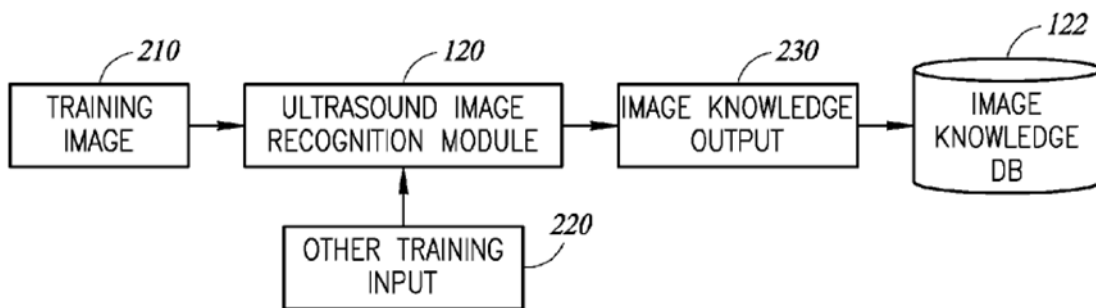 210
120
230
122
TRAINING
IMAGE
ULTRASOUND IMAGE
RECOGNITION MODULE
IMAGE KNOWLEDGE
OUTPUT
IMAGE
KNOWLEDGE
DB
OTHER TRAINING
INPUT
220